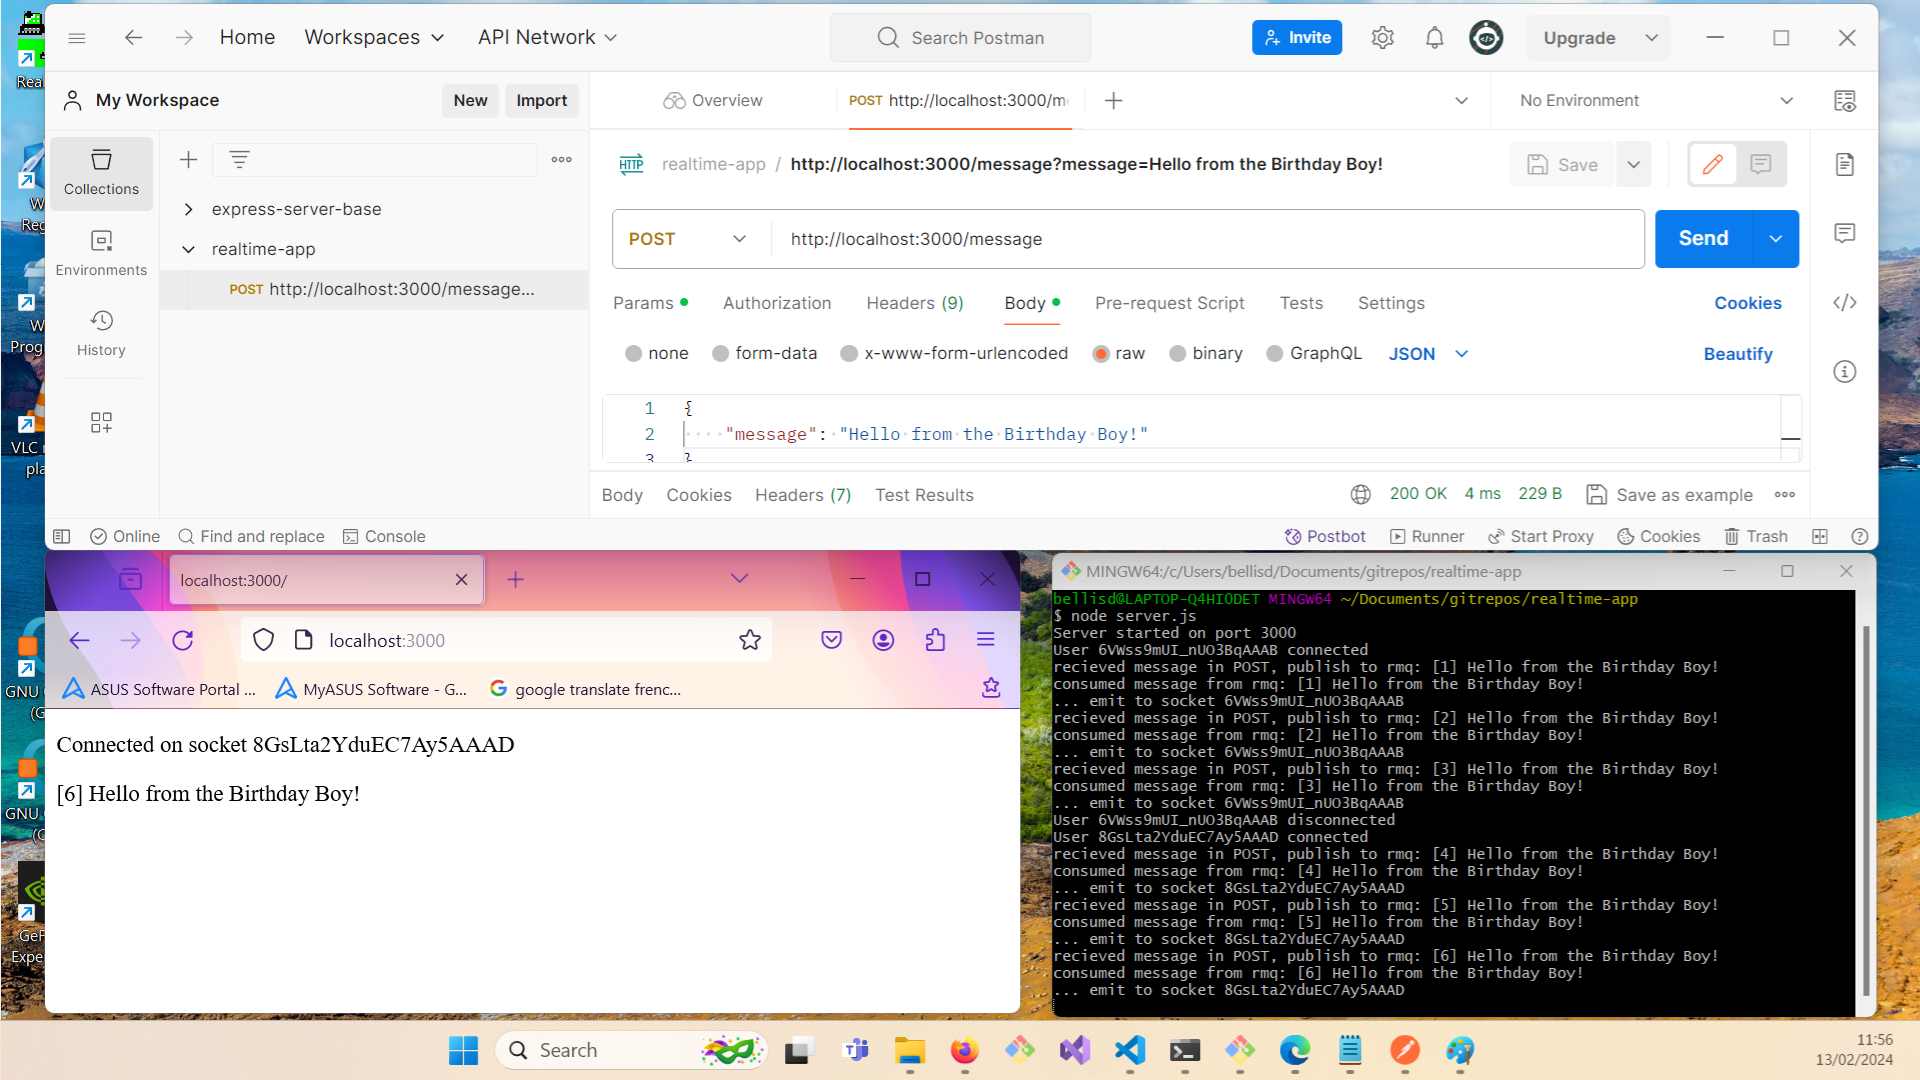 Home
Workspaces
API Network
Search Postman
Invite
Upgrade
My Workspace
New
Import
Overview
POST http://localhost:3000/m
No Environment
Collections
Environments
History
express-server-base
realtime-app
POST http://localhost:3000/message...
HTTP
realtime-app / http://localhost:3000/message?message=Hello from the Birthday Boy!
Save
POST
http://localhost:3000/message
Send
Params
Authorization
Headers (9)
Body
Pre-request Script
Tests
Settings
Cookies
none
form-data
x-www-form-urlencoded
raw
binary
GraphQL
JSON
Beautify
1 {
2 "message": "Hello from the Birthday Boy!"
3 }
Body
Cookies
Headers (7)
Test Results
200 OK
4 ms
229 B
Save as example
Online
Find and replace
Console
Postbot
Runner
Start Proxy
Cookies
Trash
localhost:3000/
localhost:3000
ASUS Software Portal ...
MyASUS Software - G...
google translate frenc...
Connected on socket 8GsLta2YduEC7Ay5AAAD
[6] Hello from the Birthday Boy!
MINGW64:/c/Users/bellisd/Documents/gitrepos/realtime-app
bellisd@LAPTOP-Q4HIODET MINGW64 ~/Documents/gitrepos/realtime-app
$ node server.js
Server started on port 3000
User 6VWss9mUI_nUO3BqAAAB connected
recieved message in POST, publish to rmq: [1] Hello from the Birthday Boy!
consumed message from rmq: [1] Hello from the Birthday Boy!
... emit to socket 6VWss9mUI_nUO3BqAAAB
recieved message in POST, publish to rmq: [2] Hello from the Birthday Boy!
consumed message from rmq: [2] Hello from the Birthday Boy!
... emit to socket 6VWss9mUI_nUO3BqAAAB
recieved message in POST, publish to rmq: [3] Hello from the Birthday Boy!
consumed message from rmq: [3] Hello from the Birthday Boy!
... emit to socket 6VWss9mUI_nUO3BqAAAB
User 6VWss9mUI_nUO3BqAAAB disconnected
User 8GsLta2YduEC7Ay5AAAD connected
recieved message in POST, publish to rmq: [4] Hello from the Birthday Boy!
consumed message from rmq: [4] Hello from the Birthday Boy!
... emit to socket 8GsLta2YduEC7Ay5AAAD
recieved message in POST, publish to rmq: [5] Hello from the Birthday Boy!
consumed message from rmq: [5] Hello from the Birthday Boy!
... emit to socket 8GsLta2YduEC7Ay5AAAD
recieved message in POST, publish to rmq: [6] Hello from the Birthday Boy!
consumed message from rmq: [6] Hello from the Birthday Boy!
... emit to socket 8GsLta2YduEC7Ay5AAAD
Real
W
Reg
W
Prog
VLC
pla
GNU
(G
GNU
GeF
Expe
Search
11:56
13/02/2024